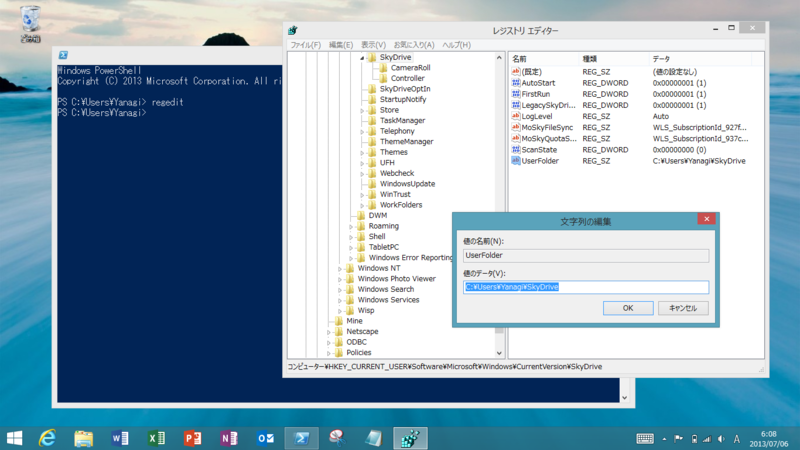 ごみ箱
Windows PowerShell
Copyright (C) 2013 Microsoft Corporation. All ri
PS C:¥Users¥Yanagi> regedit
PS C:¥Users¥Yanagi>
レジストリ エディター
ファイル(F) 編集(E) 表示(V) お気に入り(A) ヘルプ(H)
SkyDrive
CameraRoll
Controller
SkyDriveOptIn
StartupNotify
Store
TaskManager
Telephony
ThemeManager
Themes
UFH
Webcheck
WindowsUpdate
WinTrust
WorkFolders
DWM
Roaming
Shell
TabletPC
Windows Error Reporting
Windows NT
Windows Photo Viewer
Windows Search
Windows Services
Wisp
Mine
Netscape
ODBC
Policies
名前 種類 データ
(既定) REG_SZ (値の設定なし)
AutoStart REG_DWORD 0x00000001 (1)
FirstRun REG_DWORD 0x00000001 (1)
LegacySkyDri... REG_DWORD 0x00000001 (1)
LogLevel REG_SZ Auto
MoSkyFileSync REG_SZ WLS_SubscriptionId_927f...
MoSkyQuotaS... REG_SZ WLS_SubscriptionId_937c...
ScanState REG_DWORD 0x00000000 (0)
UserFolder REG_SZ C:¥Users¥Yanagi¥SkyDrive
文字列の編集
値の名前(N):
UserFolder
値のデータ(V):
C:¥Users¥Yanagi¥SkyDrive
OK キャンセル
コンピューター¥HKEY_CURRENT_USER¥Software¥Microsoft¥Windows¥CurrentVersion¥SkyDrive
A
6:08
2013/07/06